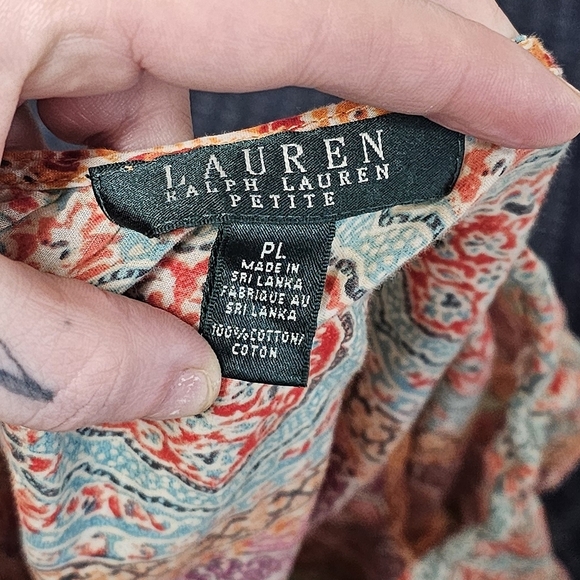 LAUREN
RALPH LAUREN
PETITE
PL
MADE IN
SRI LANKA
FABRIQUE AU
SRI LANKA
100%COTTON/
COTON